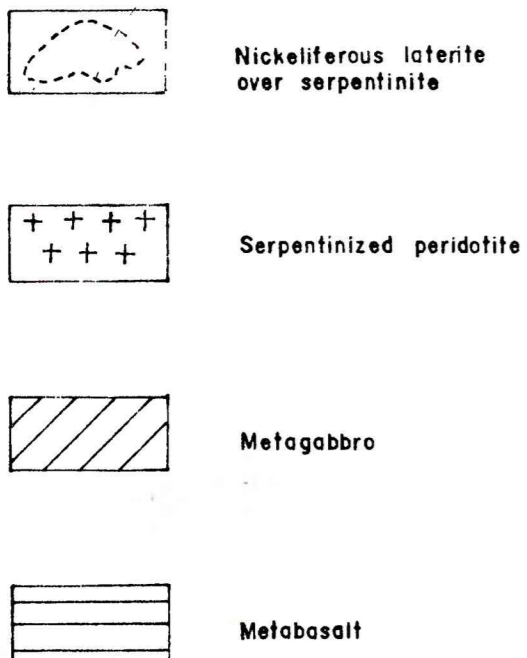 Nickeliferous laterite
over serpentinite
Serpentinized peridotite
Metagabbro
Metabasalt